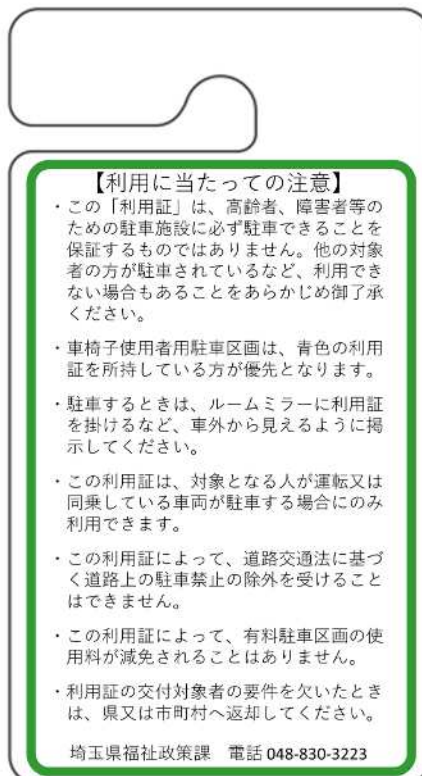 【利用に当たっての注意】
・この「利用証」は、高齢者、障害者等の
ための駐車施設に必ず駐車できることを
保証するものではありません。他の対象
者の方が駐車されているなど、利用でき
ない場合もあることをあらかじめ御了承
ください。
・車椅子使用者用駐車区画は、青色の利用
証を所持している方が優先となります。
・駐車するときは、ルームミラーに利用証
を掛けるなど、車外から見えるように掲
示してください。
・この利用証は、対象となる人が運転又は
同乗している車両が駐車する場合にのみ
利用できます。
・この利用証によって、道路交通法に基づ
く道路上の駐車禁止の除外を受けること
はできません。
・この利用証によって、有料駐車区画の使
用料が減免されることはありません。
・利用証の交付対象者の要件を欠いたとき
は、県又は市町村へ返却してください。
埼玉県福祉政策課 電話 048-830-3223